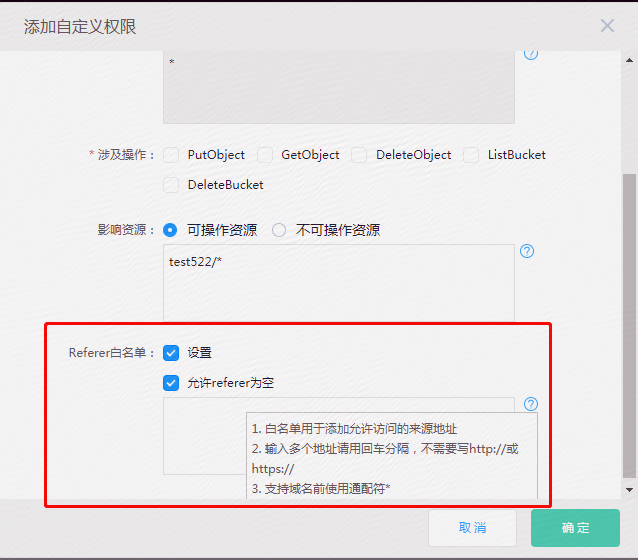 添加自定义权限
*
* 涉及操作： PutObject GetObject DeleteObject ListBucket
DeleteBucket
影响资源： 可操作资源 不可操作资源
test522/*
Referer白名单： 设置
允许referer为空
1. 白名单用于添加允许访问的来源地址
2. 输入多个地址请用回车分隔，不需要写http://或
https://
3. 支持域名前使用通配符*
取消 确定